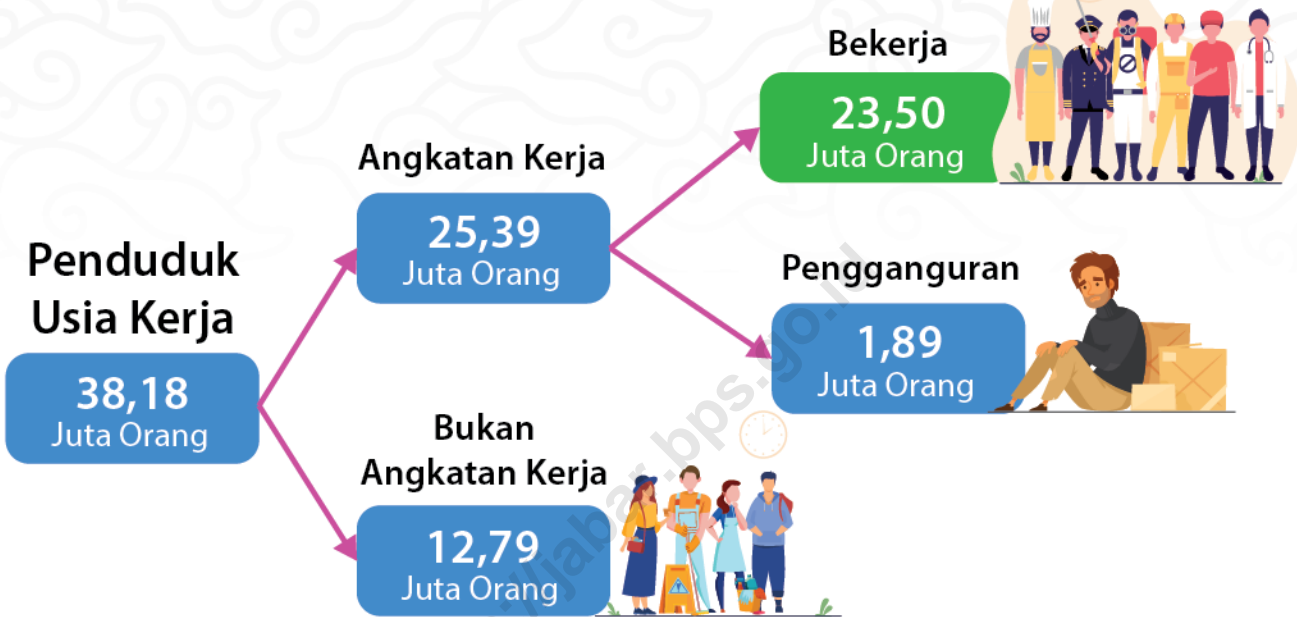 Penduduk
Usia Kerja
38,18
Juta Orang
Angkatan Kerja
25,39
Juta Orang
Bukan
Angkatan Kerja
12,79
Juta Orang
Bekerja
23,50
Juta Orang
Pengganguran
1,89
Juta Orang
://jabar.bps.go.id